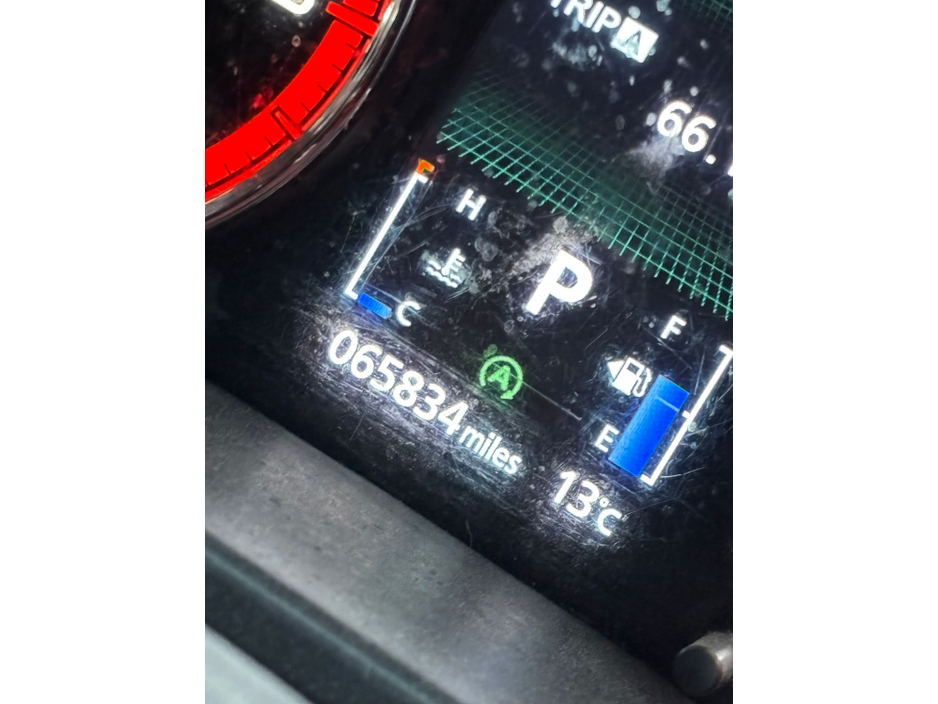 TRIP A
66.
H
P
C
F
065834 miles
A
E
13°C